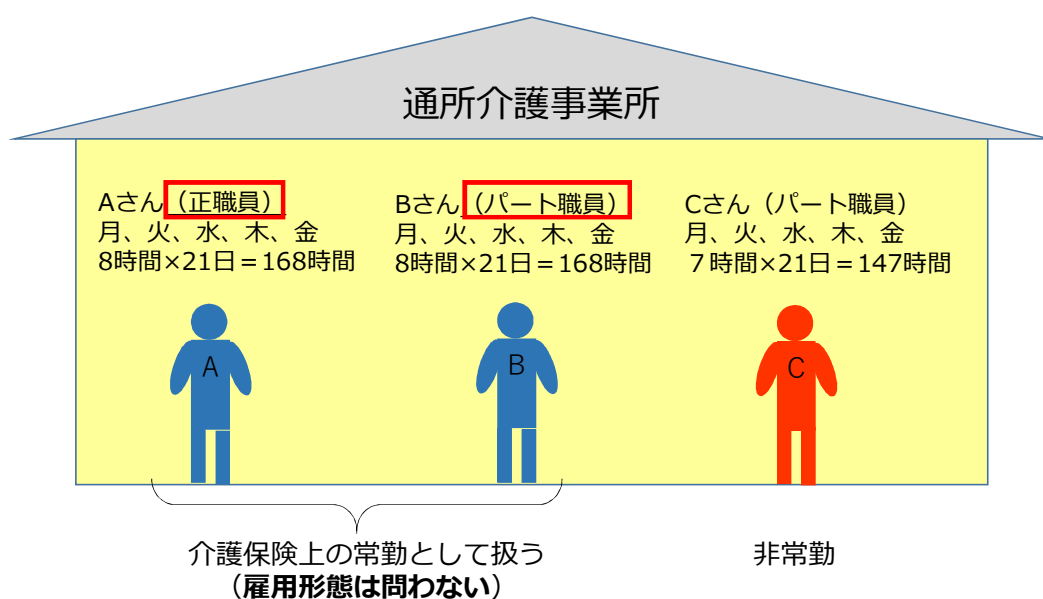 通所介護事業所
Aさん（正職員）
月、火、水、木、金
8時間×21日＝168時間
Bさん（パート職員）
月、火、水、木、金
8時間×21日＝168時間
Cさん（パート職員）
月、火、水、木、金
７時間×21日＝147時間
A
B
C
介護保険上の常勤として扱う
（雇用形態は問わない）
非常勤